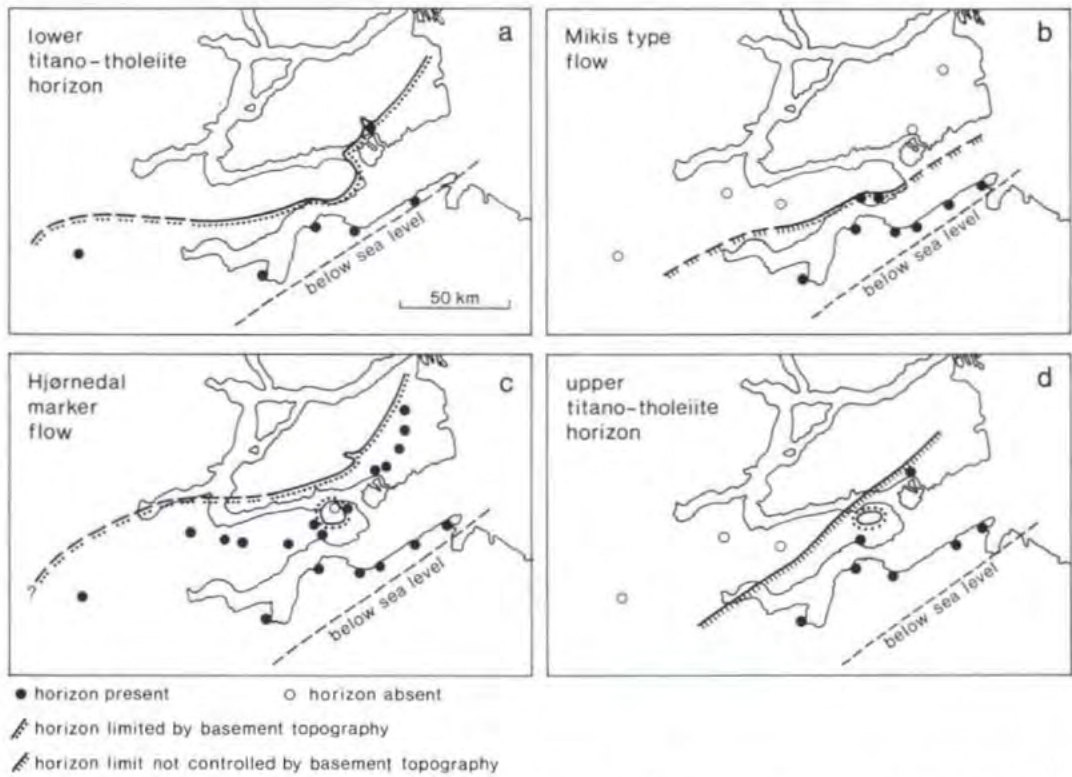 lower
titano-tholeiite
horizon
a
below sea level
50 km
Mikis type
flow
b
below sea level
Hjørnedal
marker
flow
c
below sea level
upper
titano-tholeiite
horizon
d
below sea level
horizon present
horizon absent
horizon limited by basement topography
horizon limit not controlled by basement topography